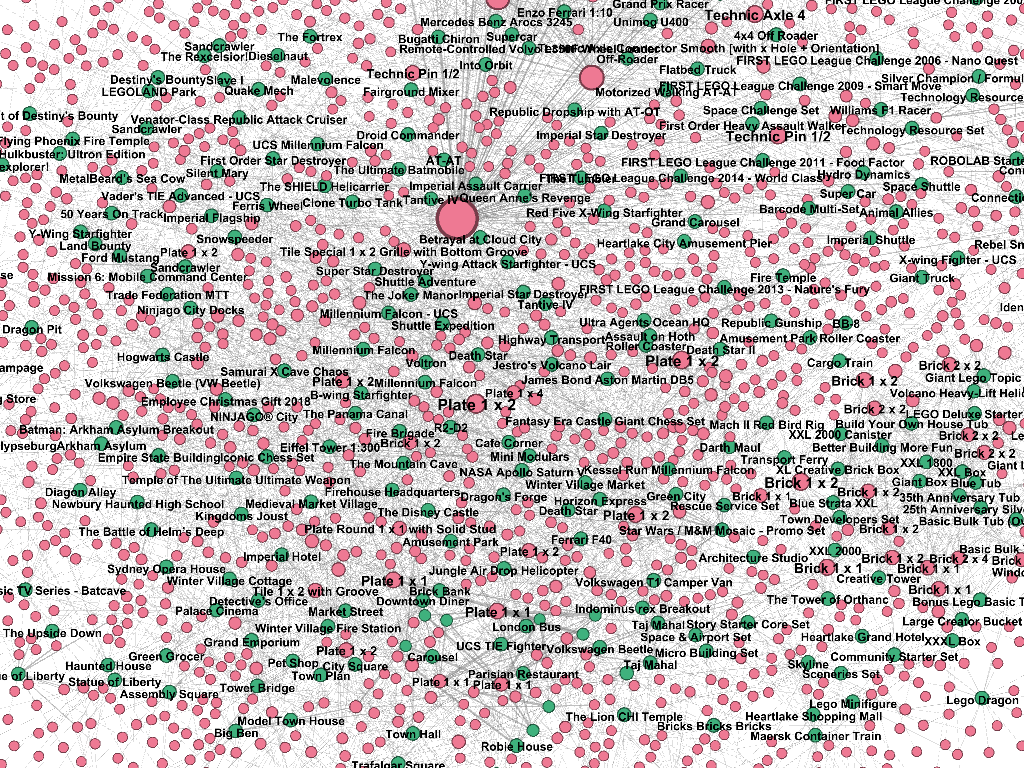 Grand Prix Racer
FIRST LEGO League Challenge 200
Enzo Ferrari 1:10
Technic Axle 4
Mercedes Benz Arocs 3245
Unimog U400
The Fortrex
Bugatti Chiron
Supercar
4x4 Off Roader
Sandcrawler
Remote-Controlled
Connector Smooth [with x Hole + Orientation]
The Rexcelsior!
Dieselnaut
Off-Roader
FIRST LEGO League Challenge 2006 - Nano Quest
Into Orbit
Technic Pin 1/2
Flatbed Truck
Destiny's Bounty
Slave I
Malevolence
Silver Champion / Formul
LEGOLAND Park
Quake Mech
Fairground Mixer
Motorized Walking AT-AT
FIRST LEGO League Challenge 2009 - Smart Move
Technology Resource
Republic Dropship with AT-OT
Space Challenge Set
Williams F1 Racer
t of Destiny's Bounty
Venator-Class Republic Attack Cruiser
Sandcrawler
First Order Heavy Assault Walker
Technology Resource Set
Droid Commander
Imperial Star Destroyer
Technic Pin 1/2
Flying Phoenix Fire Temple
UCS Millennium Falcon
Hulkbuster: Ultron Edition
First Order Star Destroyer
AT-AT
FIRST LEGO League Challenge 2011 - Food Factor
ROBOLAB Starte
explorer!
The Ultimate Batmobile
MetalBeard's Sea Cow
Silent Mary
FIRST LEGO League Challenge 2014 - World Class
Hydro Dynamics
The SHIELD Helicarrier
Imperial Assault Carrier
Space Shuttle
Vader's TIE Advanced - UCS
Super Car
Connecti
Ferris Wheel
Clone Turbo Tank
Tantive IV
Queen Anne's Revenge
50 Years On Track
Imperial Flagship
Red Five X-Wing Starfighter
Barcode Multi-Set
Animal Allies
Grand Carousel
Y-Wing Starfighter
Snowspeeder
Betrayal at Cloud City
Heartlake City Amusement Pier
Imperial Shuttle
Land Bounty
Rebel Sn
Ford Mustang
Plate 1 x 2
Tile Special 1 x 2 Grille with Bottom Groove
X-wing Fighter - UCS
Sandcrawler
Super Star Destroyer
Y-wing Attack Starfighter - UCS
se
Mission 6: Mobile Command Center
Shuttle Adventure
Fire Temple
Giant Truck
Trade Federation MTT
The Joker Manor
Imperial Star Destroyer
FIRST LEGO League Challenge 2013 - Nature's Fury
Ninjago City Docks
Tantive IV
Iden
Millennium Falcon - UCS
Dragon Pit
Shuttle Expedition
Ultra Agents Ocean HQ
Republic Gunship
BB-8
Highway Transport
Assault on Hoth
Amusement Park Roller Coaster
Hogwarts Castle
Millennium Falcon
Death Star
Roller Coaster
Death Star II
ampage
Voltron
Jestro's Volcano Lair
Plate 1 x 2
Cargo Train
Brick 2 x 2
Samurai X Cave Chaos
Giant Lego Topic
Volkswagen Beetle (VW Beetle)
Plate 1 x 2
Millennium Falcon
James Bond Aston Martin DB5
Brick 1 x 2
B-wing Starfighter
Plate 1 x 4
Volcano Heavy-Lift Helic
g Store
Employee Christmas Gift 2018
Plate 1 x 2
Brick 2 x 2
LEGO Deluxe Starter
NINJAGO® City
The Panama Canal
Fantasy Era Castle Giant Chess Set
Mach II Red Bird Rig
Build Your Own House Tub
Batman: Arkham Asylum Breakout
Fire Brigade
R2-D2
XXL 2000 Canister
Brick 2 x 2
Le
lypseburg
Arkham Asylum
Eiffel Tower 1:300
Brick 1 x 2
Cafe Corner
Darth Maul
Better Building More Fun
Brick 2 x 2
Empire State Building
Iconic Chess Set
Mini Modulars
Transport Ferry
The Mountain Cave
XXL 1800
Giant L
Temple of The Ultimate Ultimate Weapon
NASA Apollo Saturn V
Kessel Run Millennium Falcon
XL Creative Brick Box
XXL Box
Diagon Alley
Firehouse Headquarters
Winter Village Market
Brick 1 x 2
Giant Box
Blue Tub
Newbury Haunted High School
Medieval Market Village
Dragon's Forge
Horizon Express
Green City
Brick 1 x 1
Brick 1 x 2
35th Anniversary Tub
Kingdoms Joust
The Disney Castle
Death Star
Rescue Service Set
Blue Strata XXL
25th Anniversary Silve
Plate 1 x 2
Town Developers Set
Basic Bulk Tub
The Battle of Helm's Deep
Plate Round 1 x 1 with Solid Stud
Star Wars / M&M Mosaic - Promo Set
Brick 1 x 2
Amusement Park
Ferrari F40
Imperial Hotel
Plate 1 x 2
Architecture Studio
XXL 2000
Basic Bulk
Sydney Opera House
Jungle Air Drop Helicopter
Brick 1 x 2
Brick 2 x 4
Brick 1 x 1
Brick 1 x 1
Windo
Winter Village Cottage
Plate 1 x 1
Volkswagen T1 Camper Van
Creative Tower
sic TV Series - Batcave
Tile 1 x 2 with Groove
Brick Bank
Brick 1 x 1
Detective's Office
Downtown Diner
The Tower of Orthanc
Bonus Lego Basic T
Palace Cinema
Market Street
Plate 1 x 1
Indominus rex Breakout
Large Creator Bucket
The Upside Down
Winter Village Fire Station
London Bus
Taj Mahal
Story Starter Core Set
Grand Emporium
UCS TIE Fighter
Space & Airport Set
Heartlake Grand Hotel
XXXL Box
Green Grocer
Plate 1 x 2
Carousel
Volkswagen Beetle
Micro Building Set
Community Starter Set
Haunted House
Pet Shop
City Square
Taj Mahal
Skyline
ue of Liberty
Statue of Liberty
Town Plan
Parisian Restaurant
Sceneries Set
Assembly Square
Tower Bridge
Plate 1 x 1
Plate 1 x 1
Lego Dragon
Lego Minifigure
Model Town House
The Lion CHI Temple
Heartlake Shopping Mall
Big Ben
Town Hall
Bricks Bricks Bricks
Maersk Container Train
Robie House
Trafalgar Square